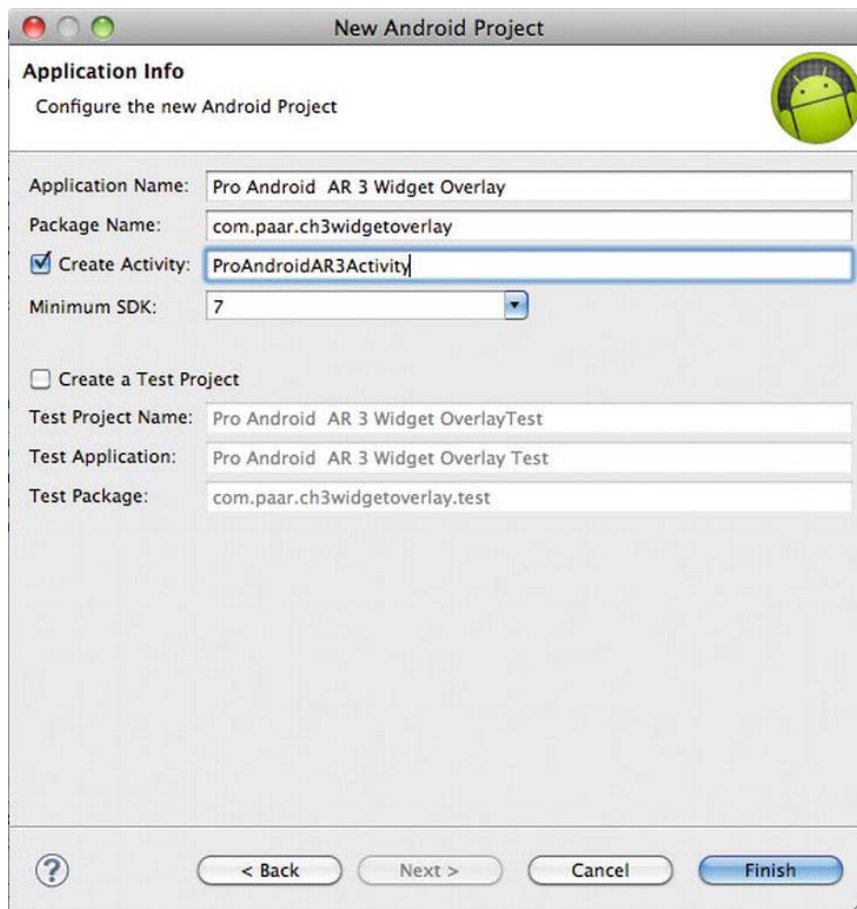 New Android Project
Application Info
Configure the new Android Project
Application Name: Pro Android  AR 3 Widget Overlay
Package Name: com.paar.ch3widgetoverlay
Create Activity: ProAndroidAR3Activity
Minimum SDK: 7
Create a Test Project
Test Project Name: Pro Android  AR 3 Widget OverlayTest
Test Application: Pro Android  AR 3 Widget Overlay Test
Test Package: com.paar.ch3widgetoverlay.test
? < Back Next > Cancel Finish